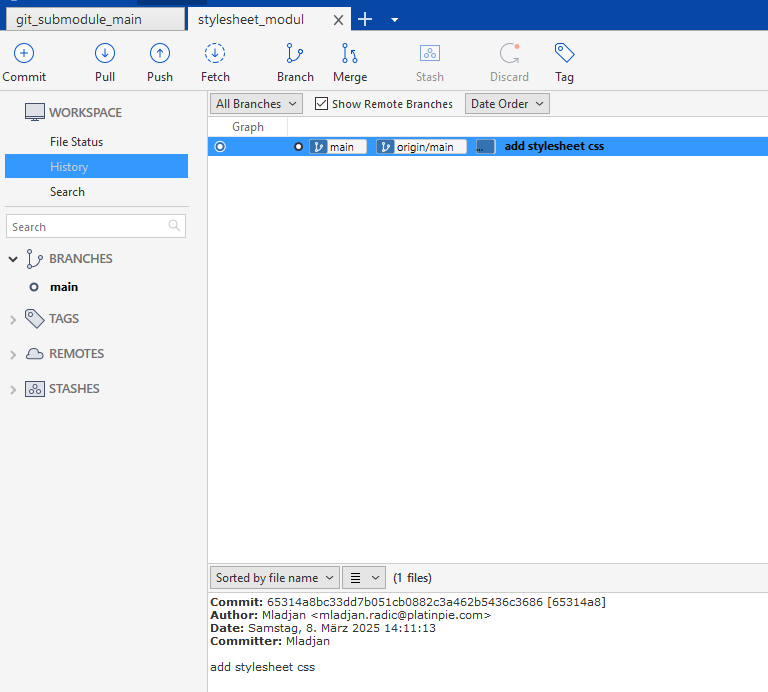 git_submodule_main stylesheet_modul
Commit Pull Push Fetch Branch Merge Stash Discard Tag
WORKSPACE
File Status
History
Search
Search
BRANCHES
main
TAGS
REMOTES
STASHES
All Branches Show Remote Branches Date Order
Graph
main origin/main ... add stylesheet css
Sorted by file name (1 files)
Commit: 65314a8bc33dd7b051cb0882c3a462b5436c3686 [65314a8]
Author: Mladjan <mladjan.radic@platinpie.com>
Date: Samstag, 8. März 2025 14:11:13
Committer: Mladjan
add stylesheet css